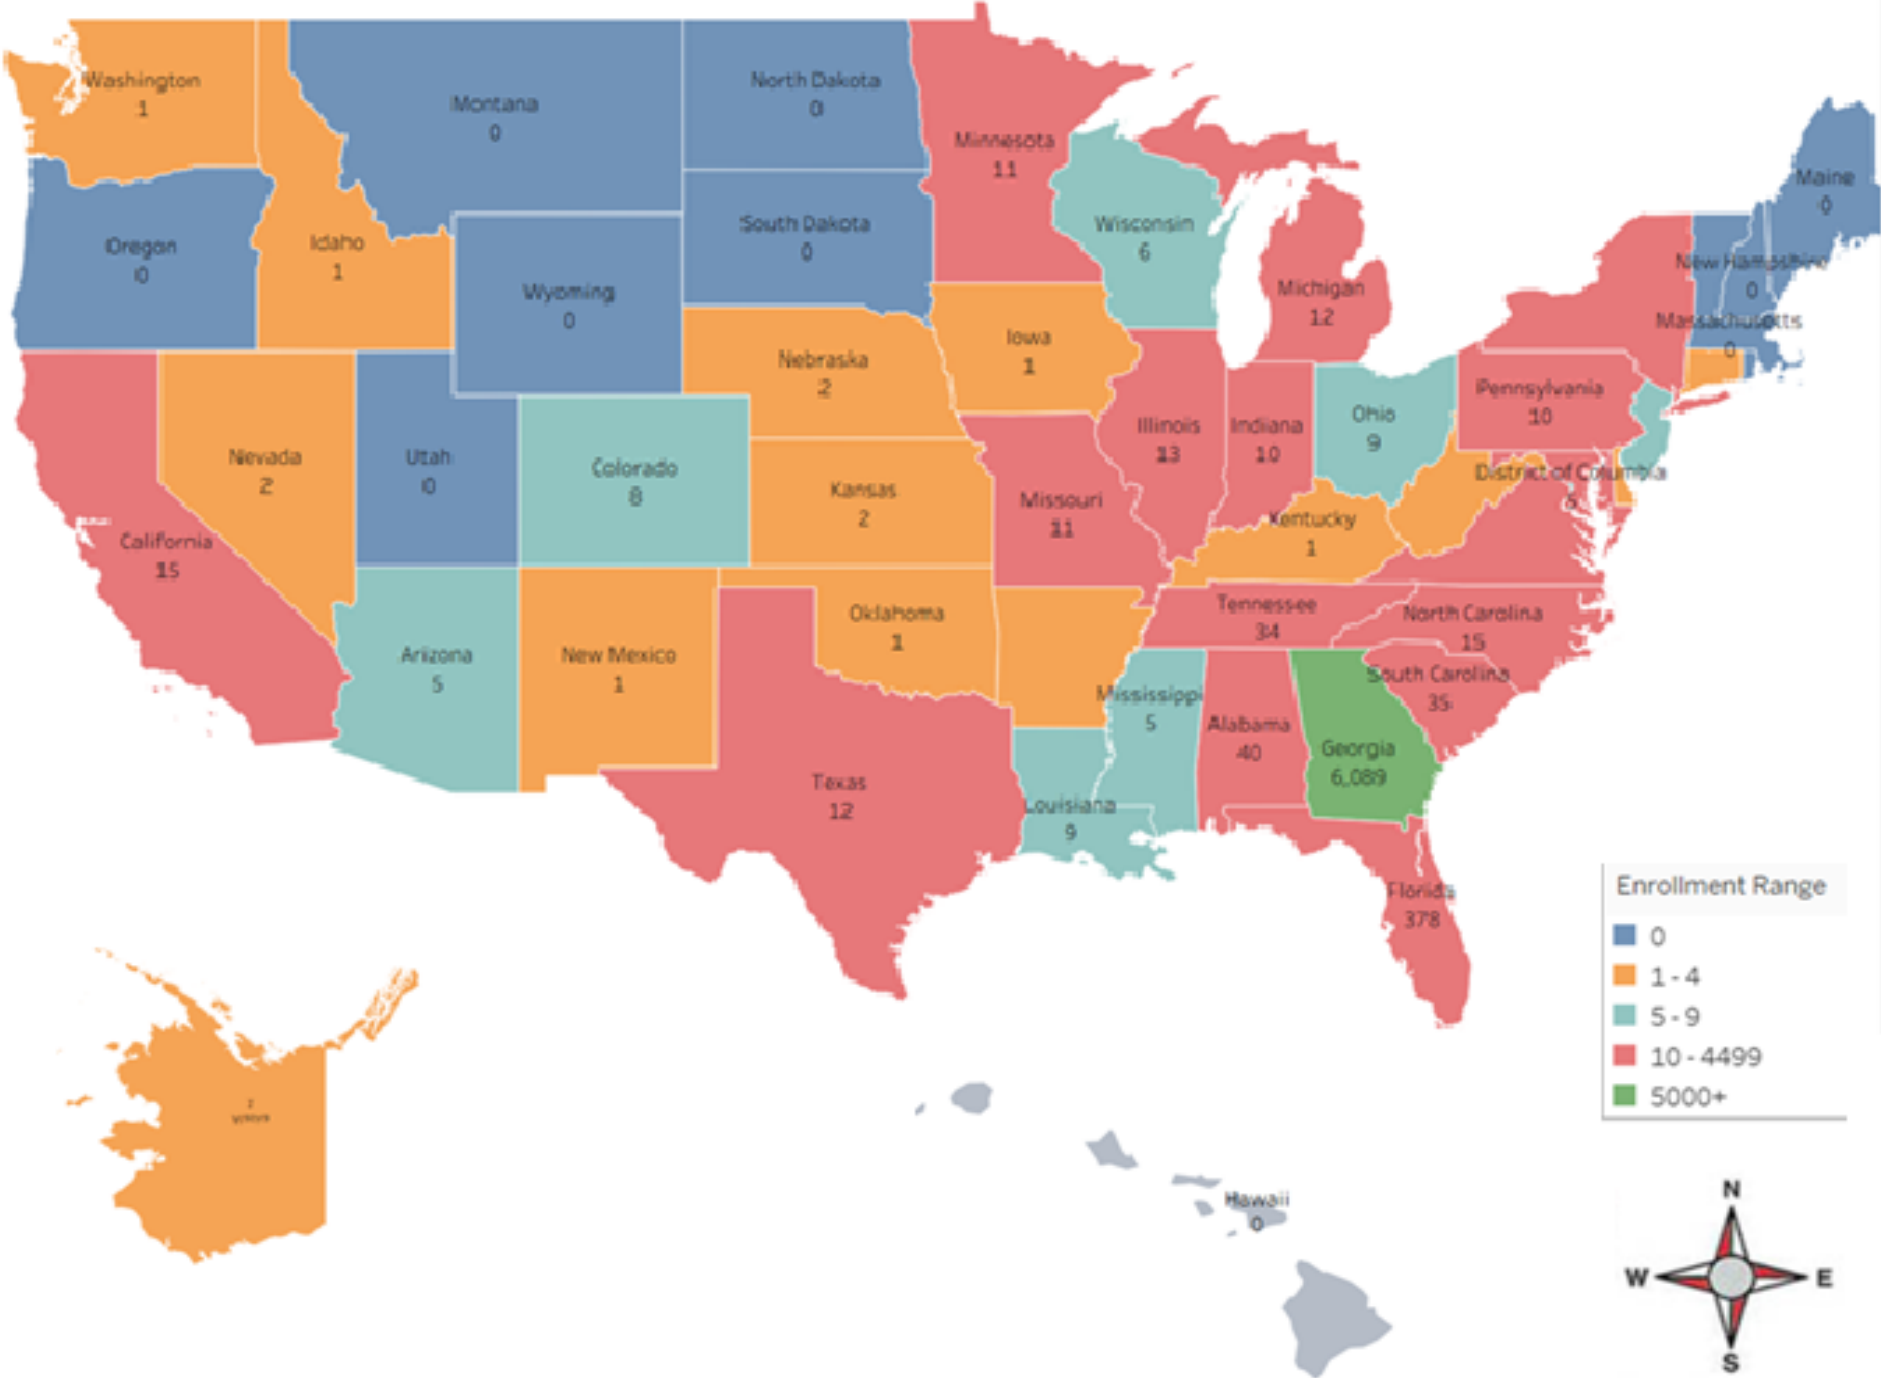 Washington
1
Montana
0
North Dakota
0
Minnesota
11
Oregon
0
Idaho
1
Wyoming
0
South Dakota
0
Wisconsin
6
Michigan
12
Maine
0
New Hampshire
0
Massachusetts
0
Nebraska
2
Iowa
1
Illinois
13
Indiana
10
Ohio
9
Pennsylvania
10
Nevada
2
Utah
0
Colorado
8
Kansas
2
Missouri
11
Kentucky
1
District of Columbia
California
15
Arizona
5
New Mexico
1
Oklahoma
1
Tennessee
34
North Carolina
15
South Carolina
35
Texas
12
Louisiana
9
Mississippi
5
Alabama
40
Georgia
6,089
Florida
378
Hawaii
0
Enrollment Range
0
1 - 4
5 - 9
10 - 4499
5000+
N
W
E
S